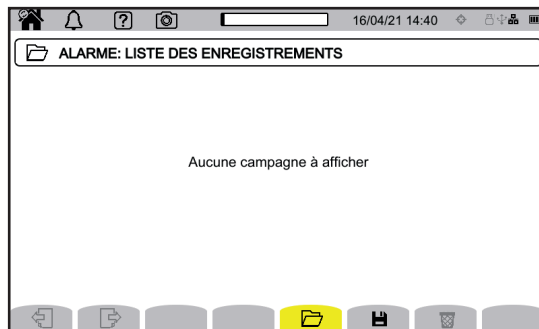 16/04/21 14:40
ALARME: LISTE DES ENREGISTREMENTS
Aucune campagne à afficher